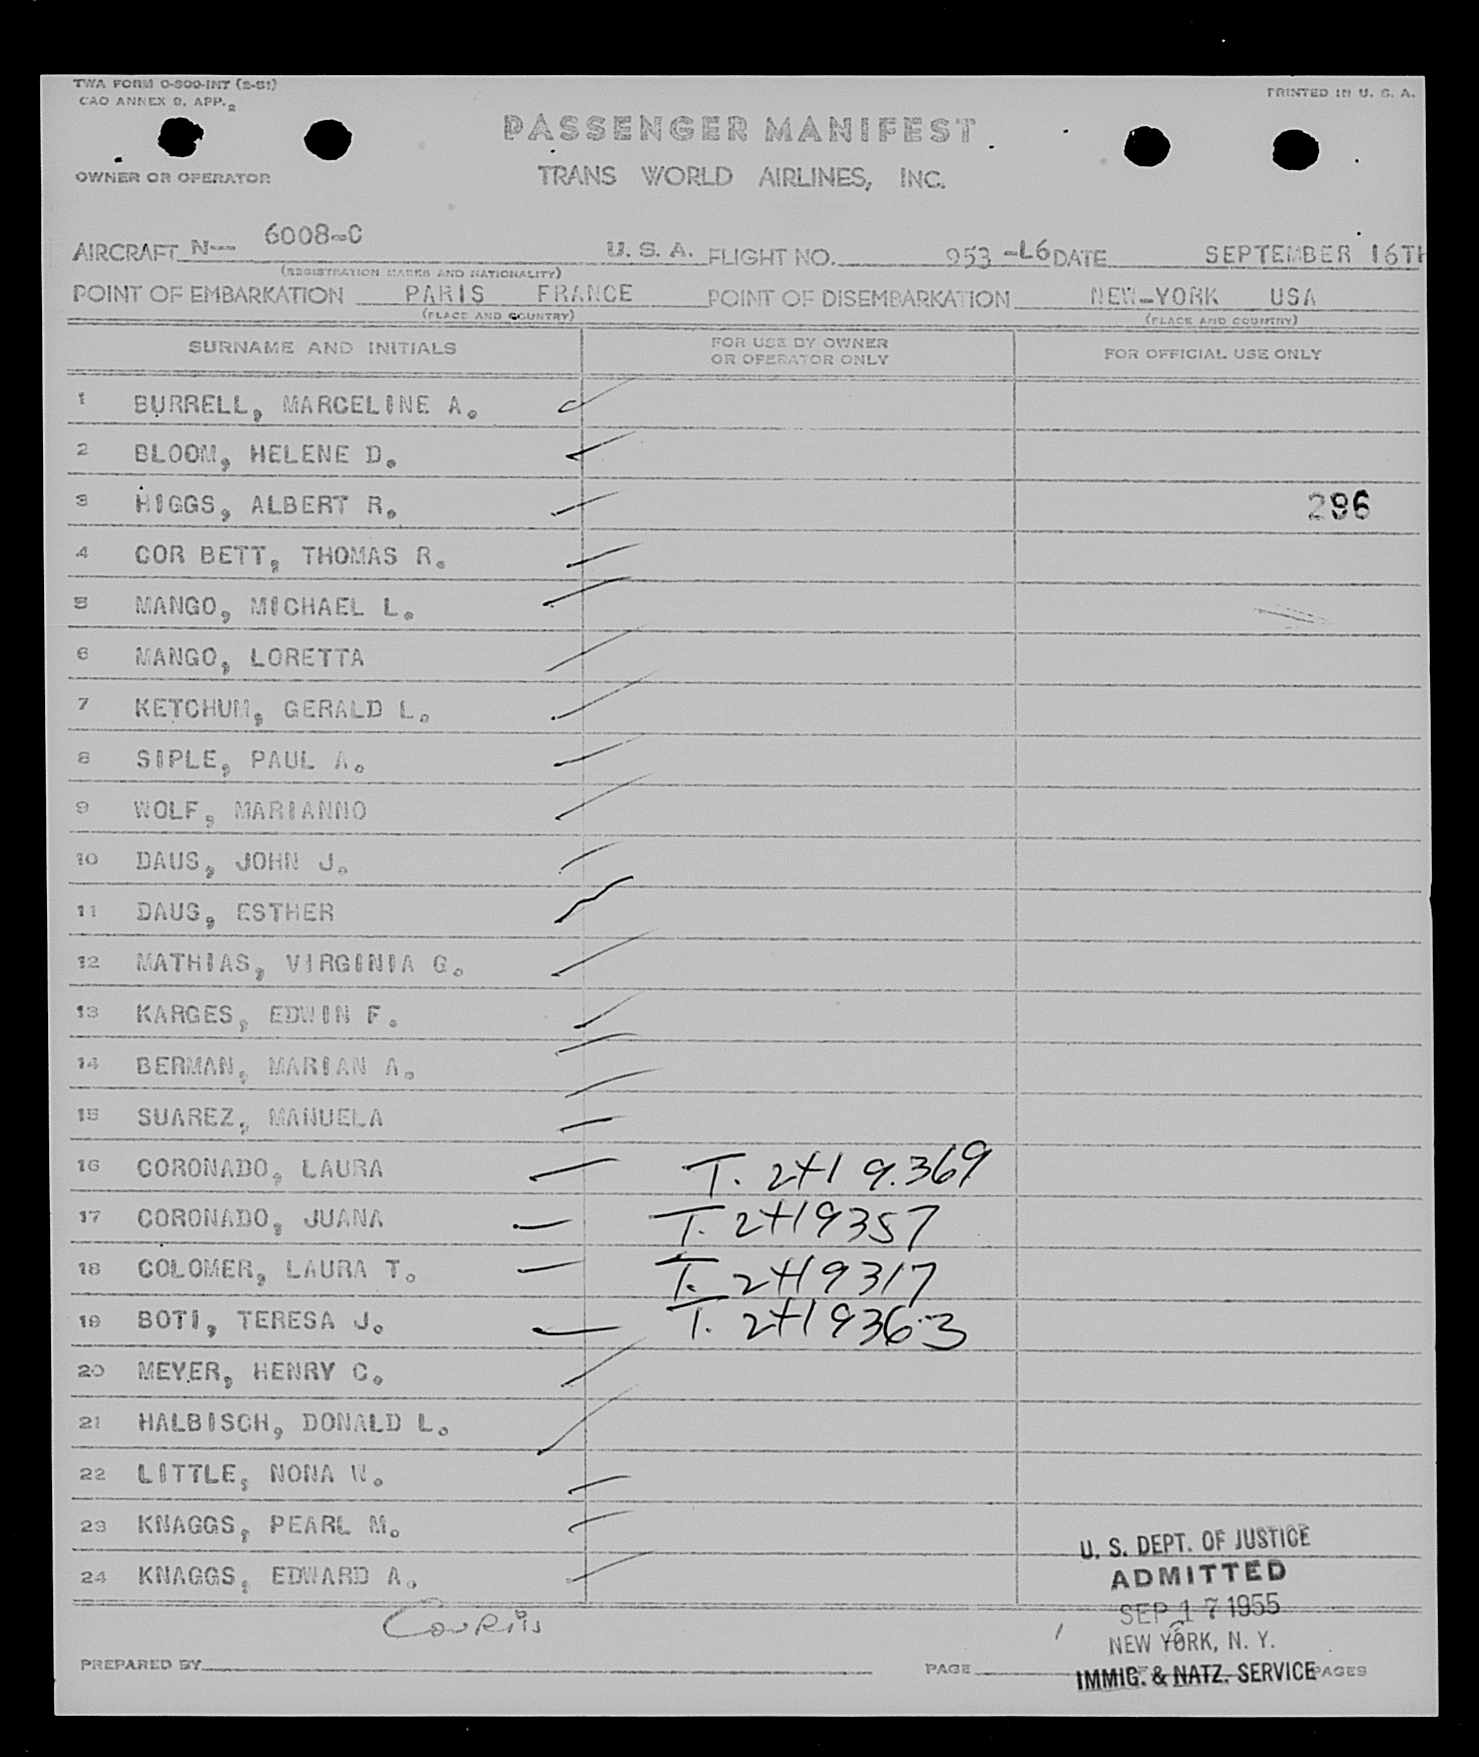 TWA FORM O-800-INT (2-51)
CAO ANNEX 9, APP. 2
PRINTED IN U. S. A.
PASSENGER MANIFEST
OWNER OR OPERATOR
TRANS WORLD AIRLINES, INC.
AIRCRAFT N-- 6008-C U. S. A. FLIGHT NO. 953 -L6 DATE SEPTEMBER 16TH
(REGISTRATION MARKS AND NATIONALITY)
POINT OF EMBARKATION PARIS FRANCE POINT OF DISEMBARKATION NEW-YORK USA
(PLACE AND COUNTRY) (PLACE AND COUNTRY)
SURNAME AND INITIALS FOR USE BY OWNER OR OPERATOR ONLY FOR OFFICIAL USE ONLY
1 BURRELL, MARCELINE A.
2 BLOOM, HELENE D.
3 HIGGS, ALBERT R. 296
4 COR BETT, THOMAS R.
5 MANGO, MICHAEL L.
6 MANGO, LORETTA
7 KETCHUM, GERALD L.
8 SIPLE, PAUL A.
9 WOLF, MARIANNO
10 DAUS, JOHN J.
11 DAUS, ESTHER
12 MATHIAS, VIRGINIA G.
13 KARGES, EDWIN F.
14 BERMAN, MARIAN A.
15 SUAREZ, MANUELA
16 CORONADO, LAURA T. 2419.369
17 CORONADO, JUANA T. 2419357
18 COLOMER, LAURA T. T. 2419317
19 BOTI, TERESA J. T. 2419363
20 MEYER, HENRY C.
21 HALBISCH, DONALD L.
22 LITTLE, NONA W.
23 KNAGGS, PEARL M.
24 KNAGGS, EDWARD A.
U. S. DEPT. OF JUSTICE
ADMITTED
SEP 17 1955
NEW YORK, N. Y.
IMMIG. & NATZ. SERVICE
PREPARED BY PAGE PAGES